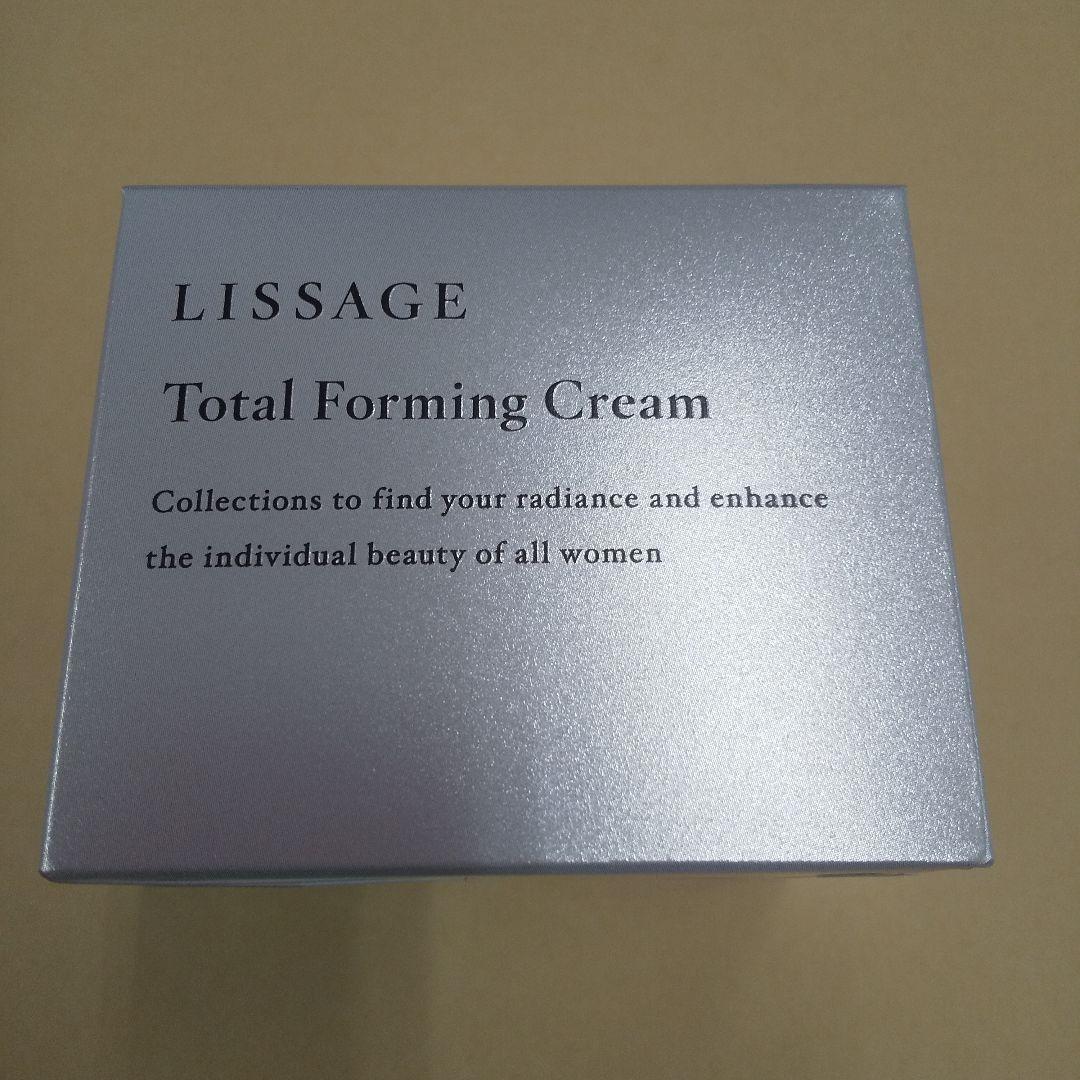 LISSAGE
Total Forming Cream
Collections to find your radiance and enhance
the individual beauty of all women